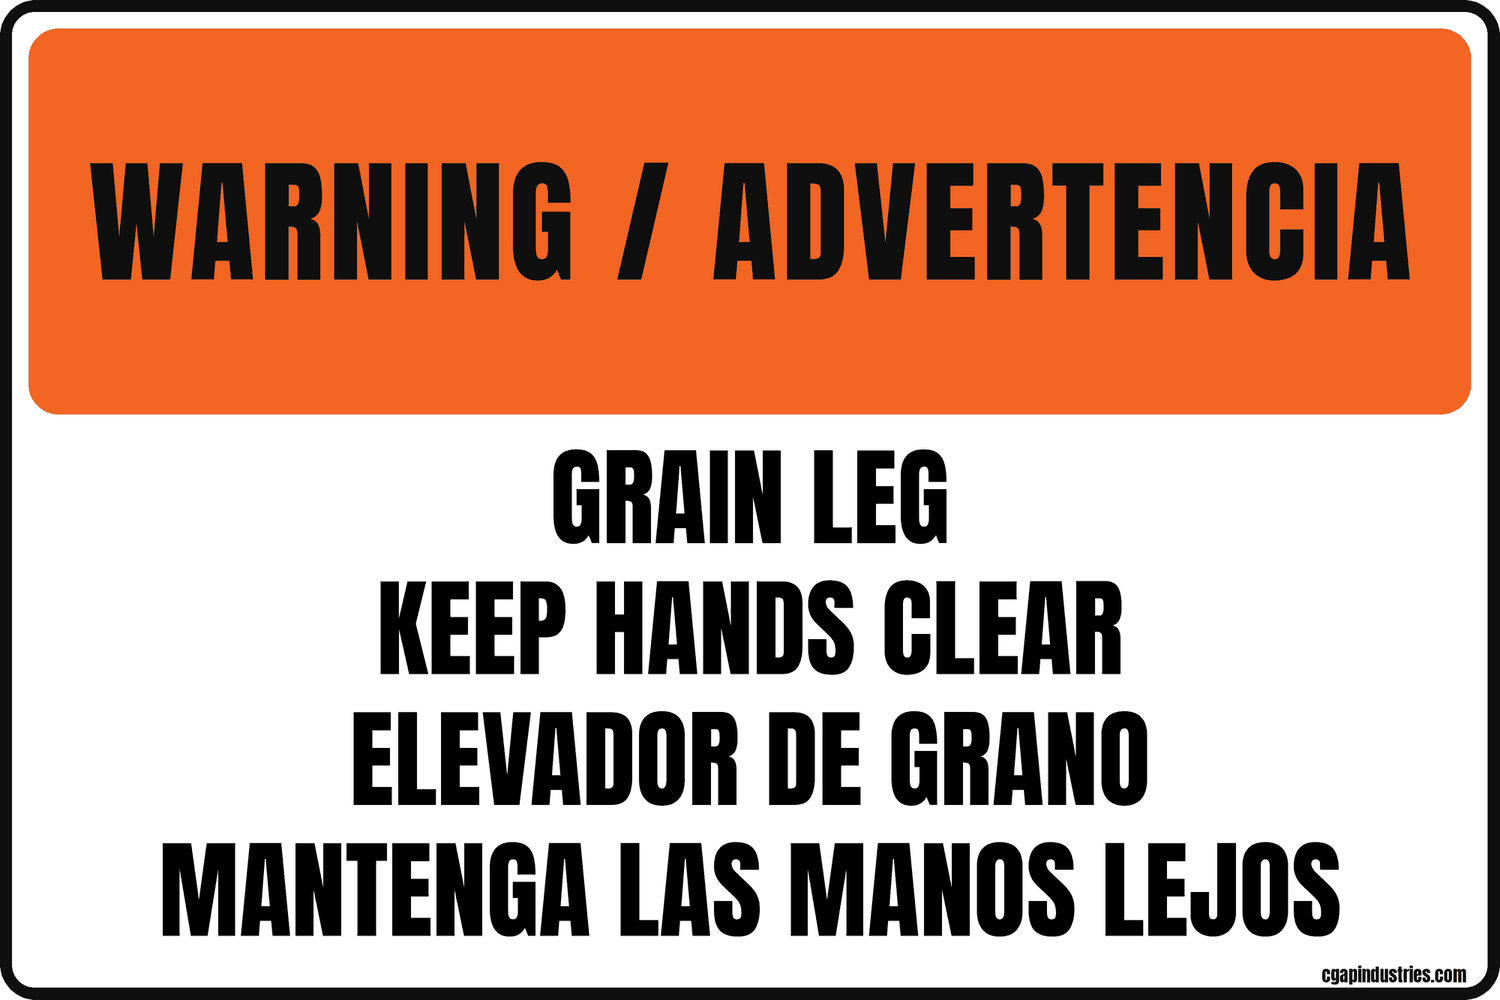 WARNING / ADVERTENCIA
GRAIN LEG
KEEP HANDS CLEAR
ELEVADOR DE GRANO
MANTENGA LAS MANOS LEJOS
cgapindustries.com